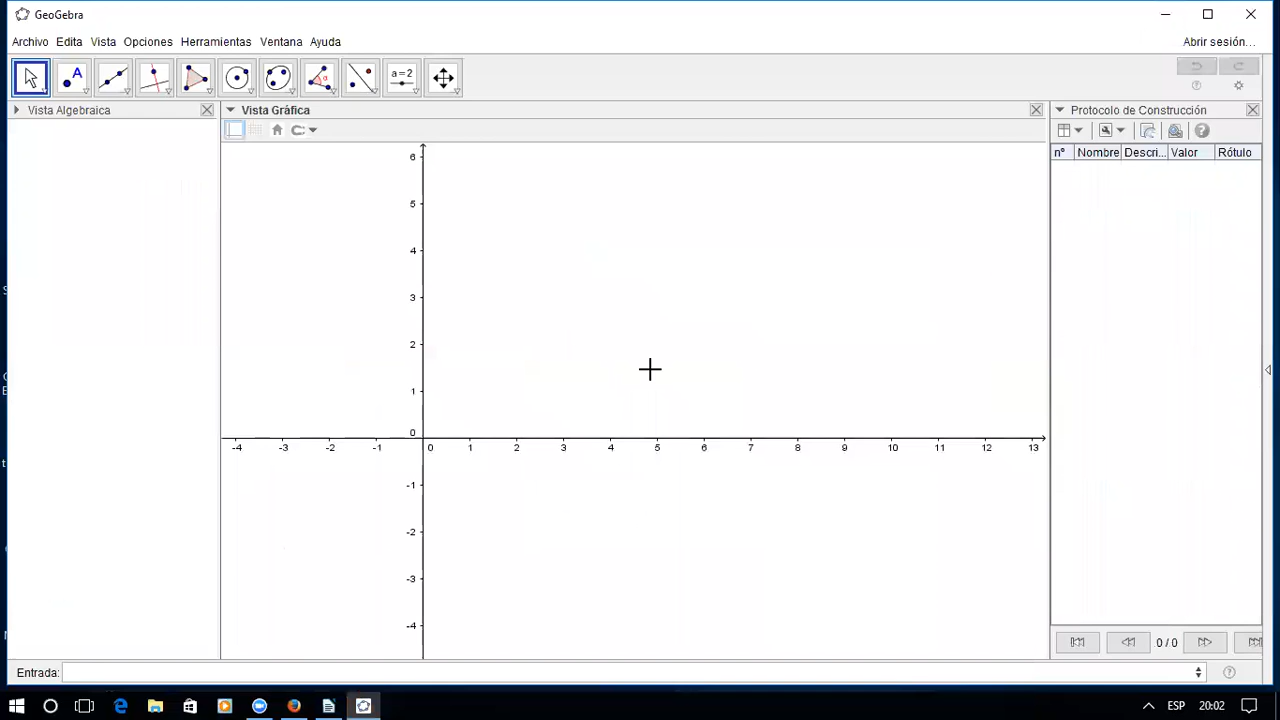 GeoGebra
Archivo Edita Vista Opciones Herramientas Ventana Ayuda Abrir sesión...
A α a=2
Vista Algebraica Vista Gráfica Protocolo de Construcción
nº Nombre Descri... Valor Rótulo
6
5
4
3
2
1
0
-4 -3 -2 -1 0 1 2 3 4 5 6 7 8 9 10 11 12 13
-1
-2
-3
-4
0 / 0
Entrada:
ESP 20:02